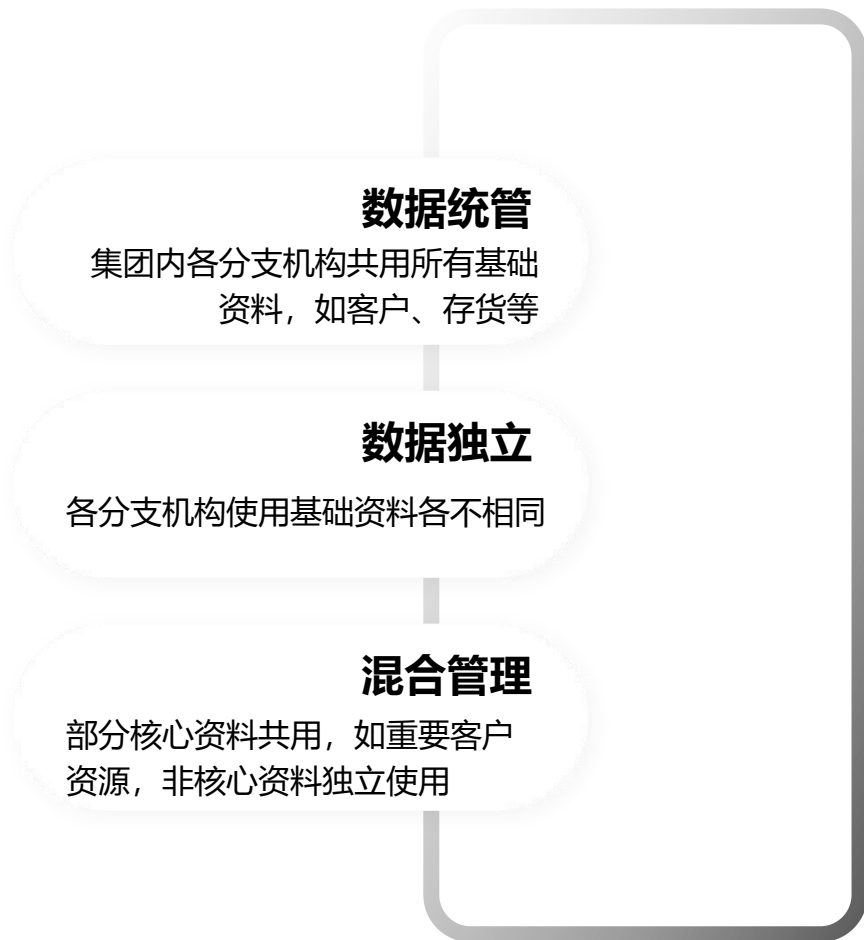 数据统管
集团内各分支机构共用所有基础
资料，如客户、存货等
数据独立
各分支机构使用基础资料各不相同
混合管理
部分核心资料共用，如重要客户
资源，非核心资料独立使用